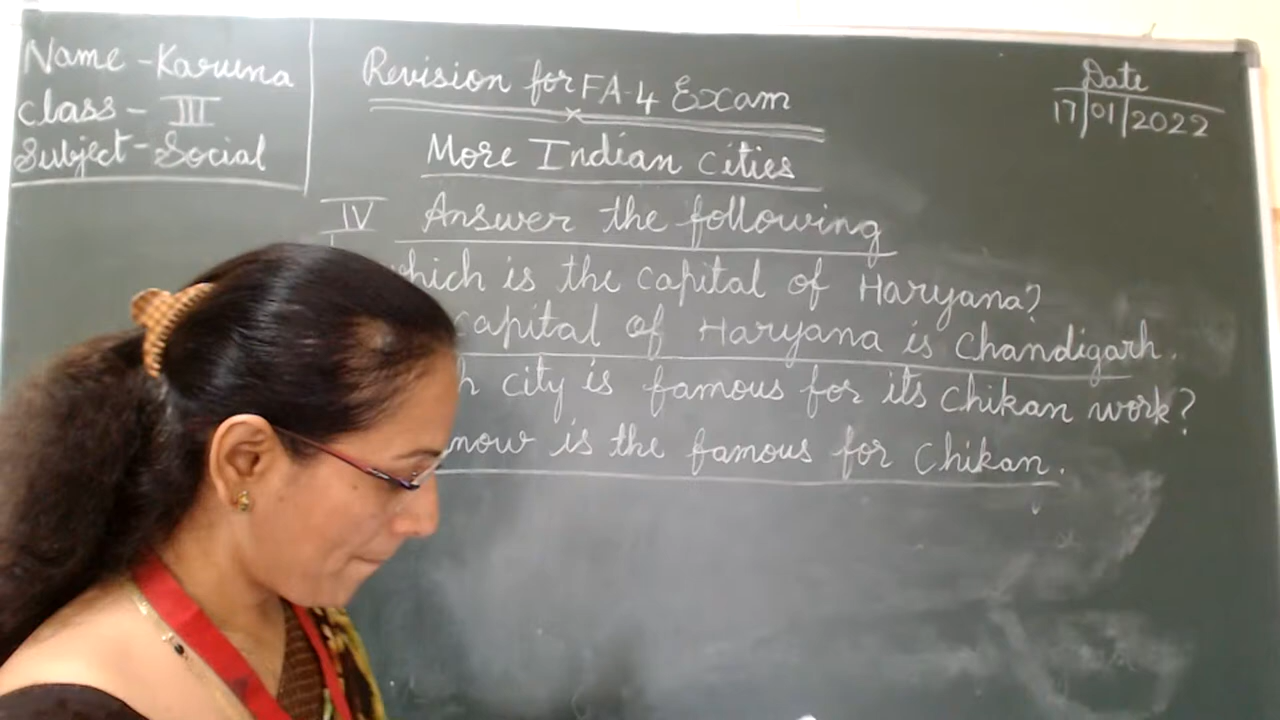 Name - Karuna
Class - III
Subject - Social
Revision for FA-4 Exam
More Indian cities
Date
17/01/2022
IV Answer the following
is the capital of Haryana?
capital of Haryana is Chandigarh.
city is famous for its Chikan work?
is the famous for Chikan.